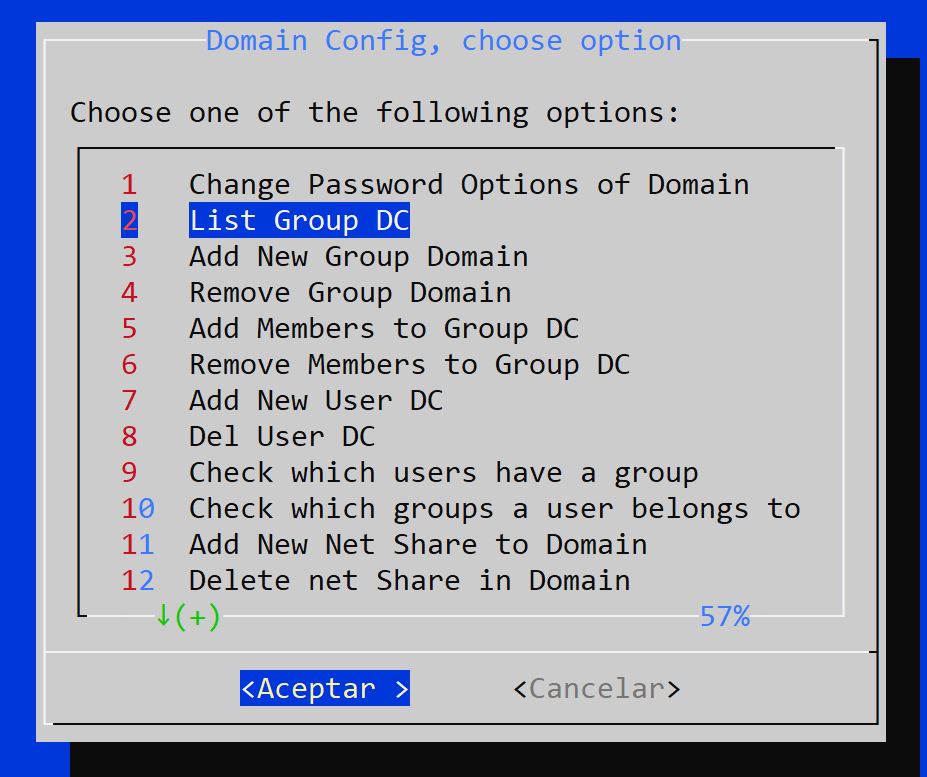 Domain Config, choose option
Choose one of the following options:
1 Change Password Options of Domain
2 List Group DC
3 Add New Group Domain
4 Remove Group Domain
5 Add Members to Group DC
6 Remove Members to Group DC
7 Add New User DC
8 Del User DC
9 Check which users have a group
10 Check which groups a user belongs to
11 Add New Net Share to Domain
12 Delete net Share in Domain
↓(+) 57%
<Aceptar > <Cancelar>